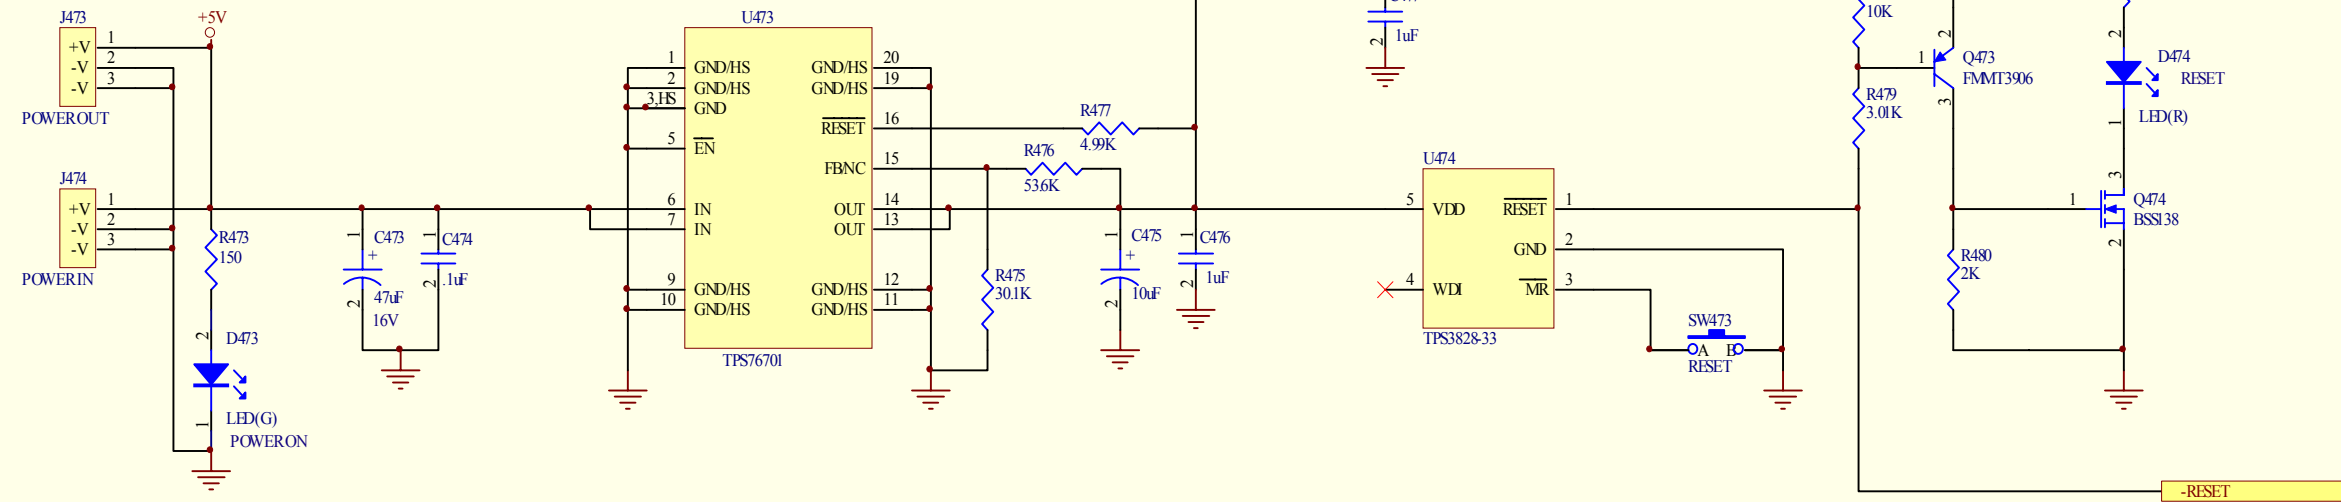 J473
+5V
1
+V
2
-V
3
-V
POWEROUT
J474
1
+V
2
-V
3
-V
POWERIN
R473
150
2
D473
LED(G)
1
POWERON
1
C473
+
2
47uF
16V
1
C474
2
.1uF
U473
1
GND/HS
2
GND/HS
3,HS
GND
5
EN
6
IN
7
IN
9
GND/HS
10
GND/HS
GND/HS
20
GND/HS
19
RESET
16
FB/NC
15
OUT
14
OUT
13
GND/HS
12
GND/HS
11
TPS76701
R477
4.99K
R476
53.6K
R475
30.1K
1
C475
+
2
10uF
1
C476
2
1uF
2
1uF
U474
5
VDD
RESET
1
GND
2
4
WDI
MR
3
TPS3828-33
SW473
A
B
RESET
10K
R479
3.01K
2
1
Q473
FMMT3906
3
R480
2K
2
D474
RESET
1
LED(R)
3
1
Q474
BSS138
2
-RESET